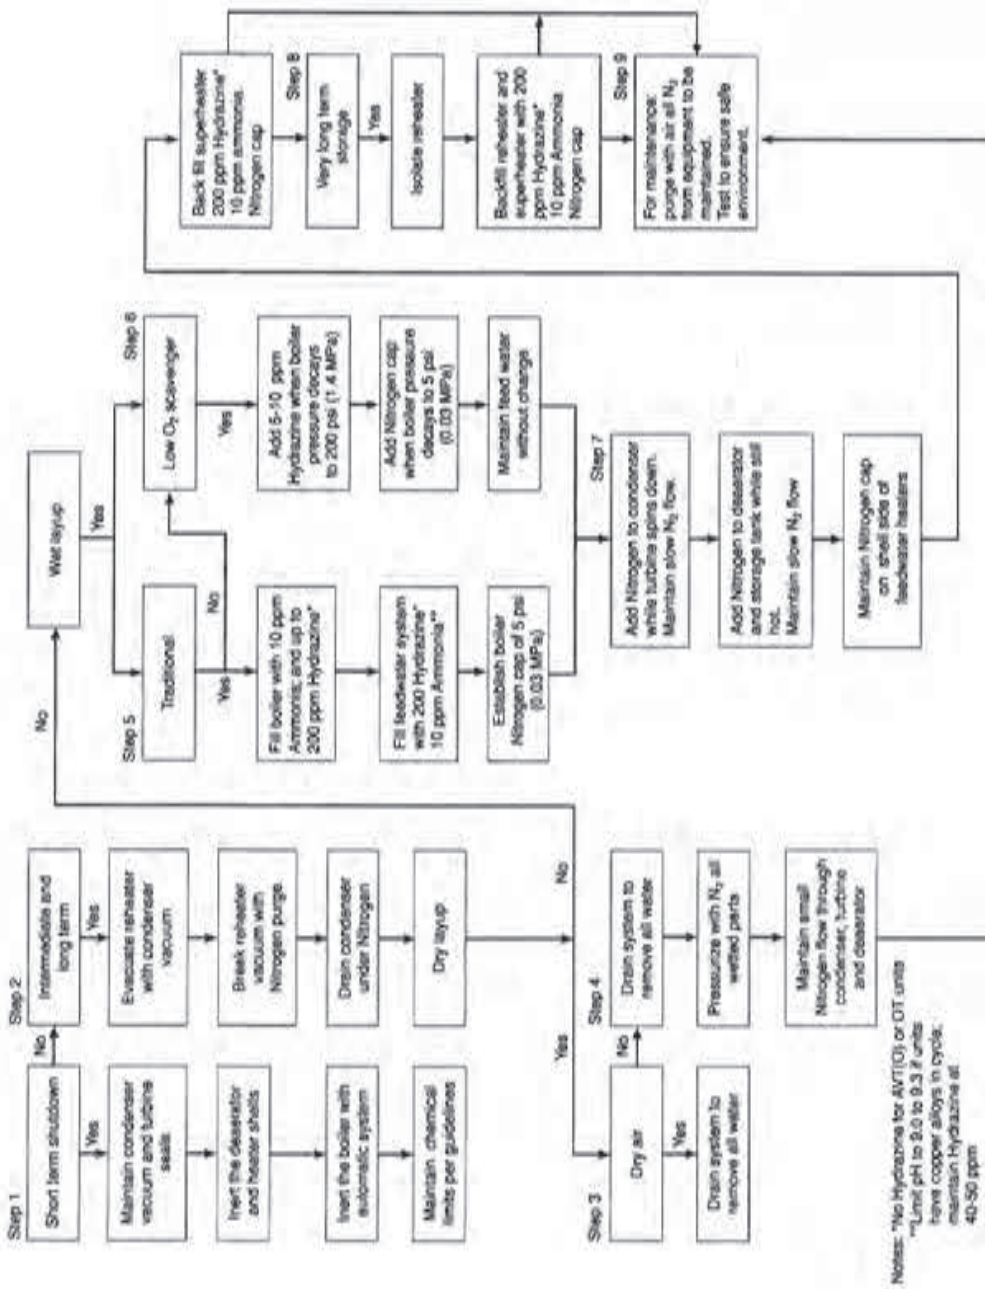 Step 1
Short term shutdown
Yes
No
Maintain condenser
vacuum and turbine
seals
Inert the deaerator
and heater shells
Inert the boiler with
automatic system
Maintain chemical
limits per guidelines
Step 2
Intermediate and
long term
Yes
Evacuate reheater
with condenser
vacuum
Break reheater
vacuum with
Nitrogen purge.
Drain condenser
under Nitrogen
Dry layup
Yes
No
No
Step 3
Dry air
Yes
No
Drain system to
remove all water
Step 4
Drain system to
remove all water
Pressurize with N2 all
wetted parts
Maintain small
Nitrogen flow through
condenser, turbine
and deaerator
Notes: *No Hydrazine for AVT(O) or OT units
**Limit pH to 9.0 to 9.3 if units
have copper alloys in cycle;
maintain Hydrazine at
40-50 ppm
Wet layup
Yes
Step 5
Traditional
Yes
No
Fill boiler with 10 ppm
Ammonia; and up to
200 ppm Hydrazine*
Fill feedwater system
with 200 Hydrazine*
10 ppm Ammonia**
Establish boiler
Nitrogen cap of 5 psi
(0.03 MPa)
Step 6
Low O2 scavenger
Yes
Add 5-10 ppm
Hydrazine when boiler
pressure decays
to 200 psi (1.4 MPa)
Add Nitrogen cap
when boiler pressure
decays to 5 psi
(0.03 MPa)
Maintain feed water
without change
Step 7
Add Nitrogen to condenser
while turbine spins down.
Maintain slow N2 flow.
Add Nitrogen to deaerator
and storage tank while still
hot.
Maintain slow N2 flow
Maintain Nitrogen cap
on shell side of
feedwater heaters
Back fill superheater
200 ppm Hydrazine*
10 ppm ammonia.
Nitrogen cap
Step 8
Very long term
storage
Yes
Isolate reheater
Backfill reheater and
superheater with 200
ppm Hydrazine*
10 ppm Ammonia
Nitrogen cap
Step 9
For maintenance:
purge with air all N2
from equipment to be
maintained.
Test to ensure safe
environment.